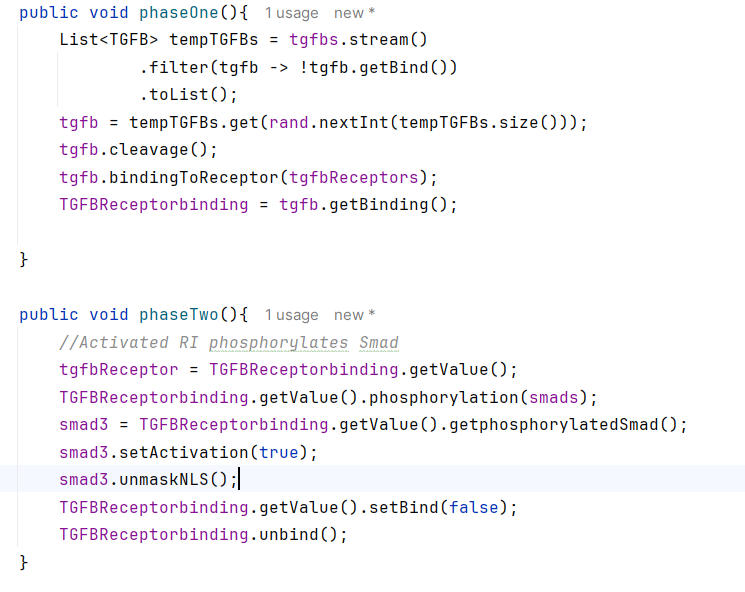 public void phaseOne(){ 1 usage new *
List<TGFB> tempTGFBs = tgfbs.stream()
.filter(tgfb -> !tgfb.getBind())
.toList();
tgfb = tempTGFBs.get(rand.nextInt(tempTGFBs.size()));
tgfb.cleavage();
tgfb.bindingToReceptor(tgfbReceptors);
TGFBReceptorbinding = tgfb.getBinding();
}
public void phaseTwo(){ 1 usage new *
//Activated RI phosphorylates Smad
tgfbReceptor = TGFBReceptorbinding.getValue();
TGFBReceptorbinding.getValue().phosphorylation(smads);
smad3 = TGFBReceptorbinding.getValue().getphosphorylatedSmad();
smad3.setActivation(true);
smad3.unmaskNLS();
TGFBReceptorbinding.getValue().setBind(false);
TGFBReceptorbinding.unbind();
}